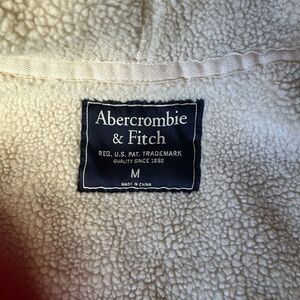 Abercrombie
& Fitch
REG. U.S. PAT. TRADEMARK
QUALITY SINCE 1892
M
MADE IN CHINA